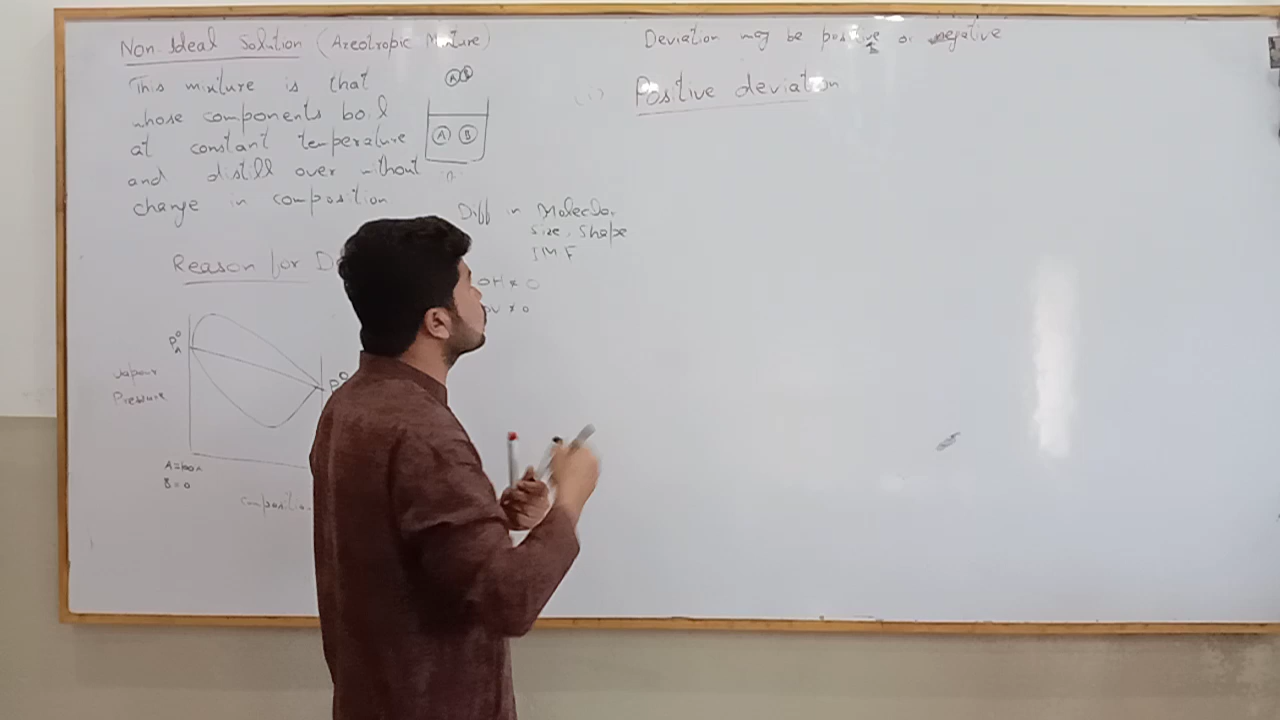 Non-Ideal Solution (Azeotropic Mixture)
This mixture is that
whose components boil
at constant temperature
and distill over without
change in composition
A B
A B
Diff in Molecular
size, shape
IMF
Reason for D
≠ 0
≠ 0
P°A
P°
Vapour
Pressure
A = 100%
B = 0
Compositio
Deviation may be positive or negative
(i) Positive deviation